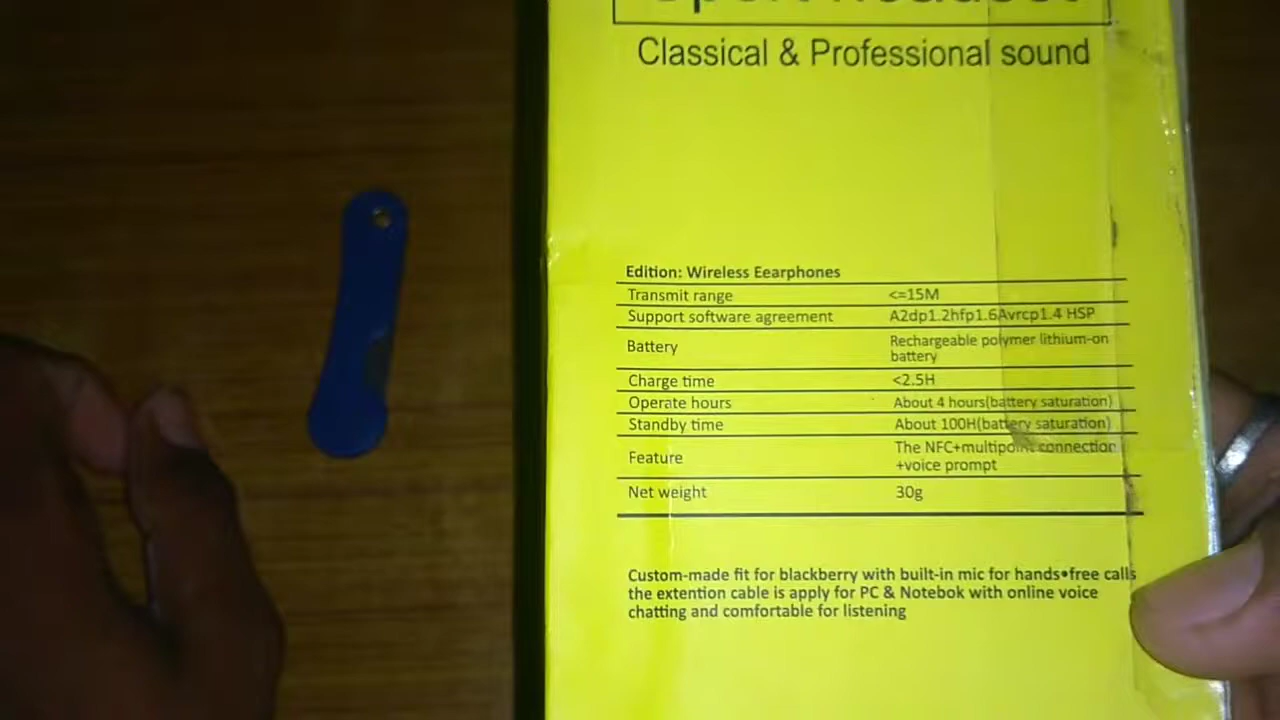 Sport Headset
Classical & Professional sound
Edition: Wireless Eearphones
Transmit range <=15M
Support software agreement A2dp1.2hfp1.6Avrcp1.4 HSP
Battery Rechargeable polymer lithium-on
battery
Charge time <2.5H
Operate hours About 4 hours(battery saturation)
Standby time About 100H(battery saturation)
Feature The NFC+multipoint connection
+voice prompt
Net weight 30g
Custom-made fit for blackberry with built-in mic for hands•free calls
the extention cable is apply for PC & Notebok with online voice
chatting and comfortable for listening